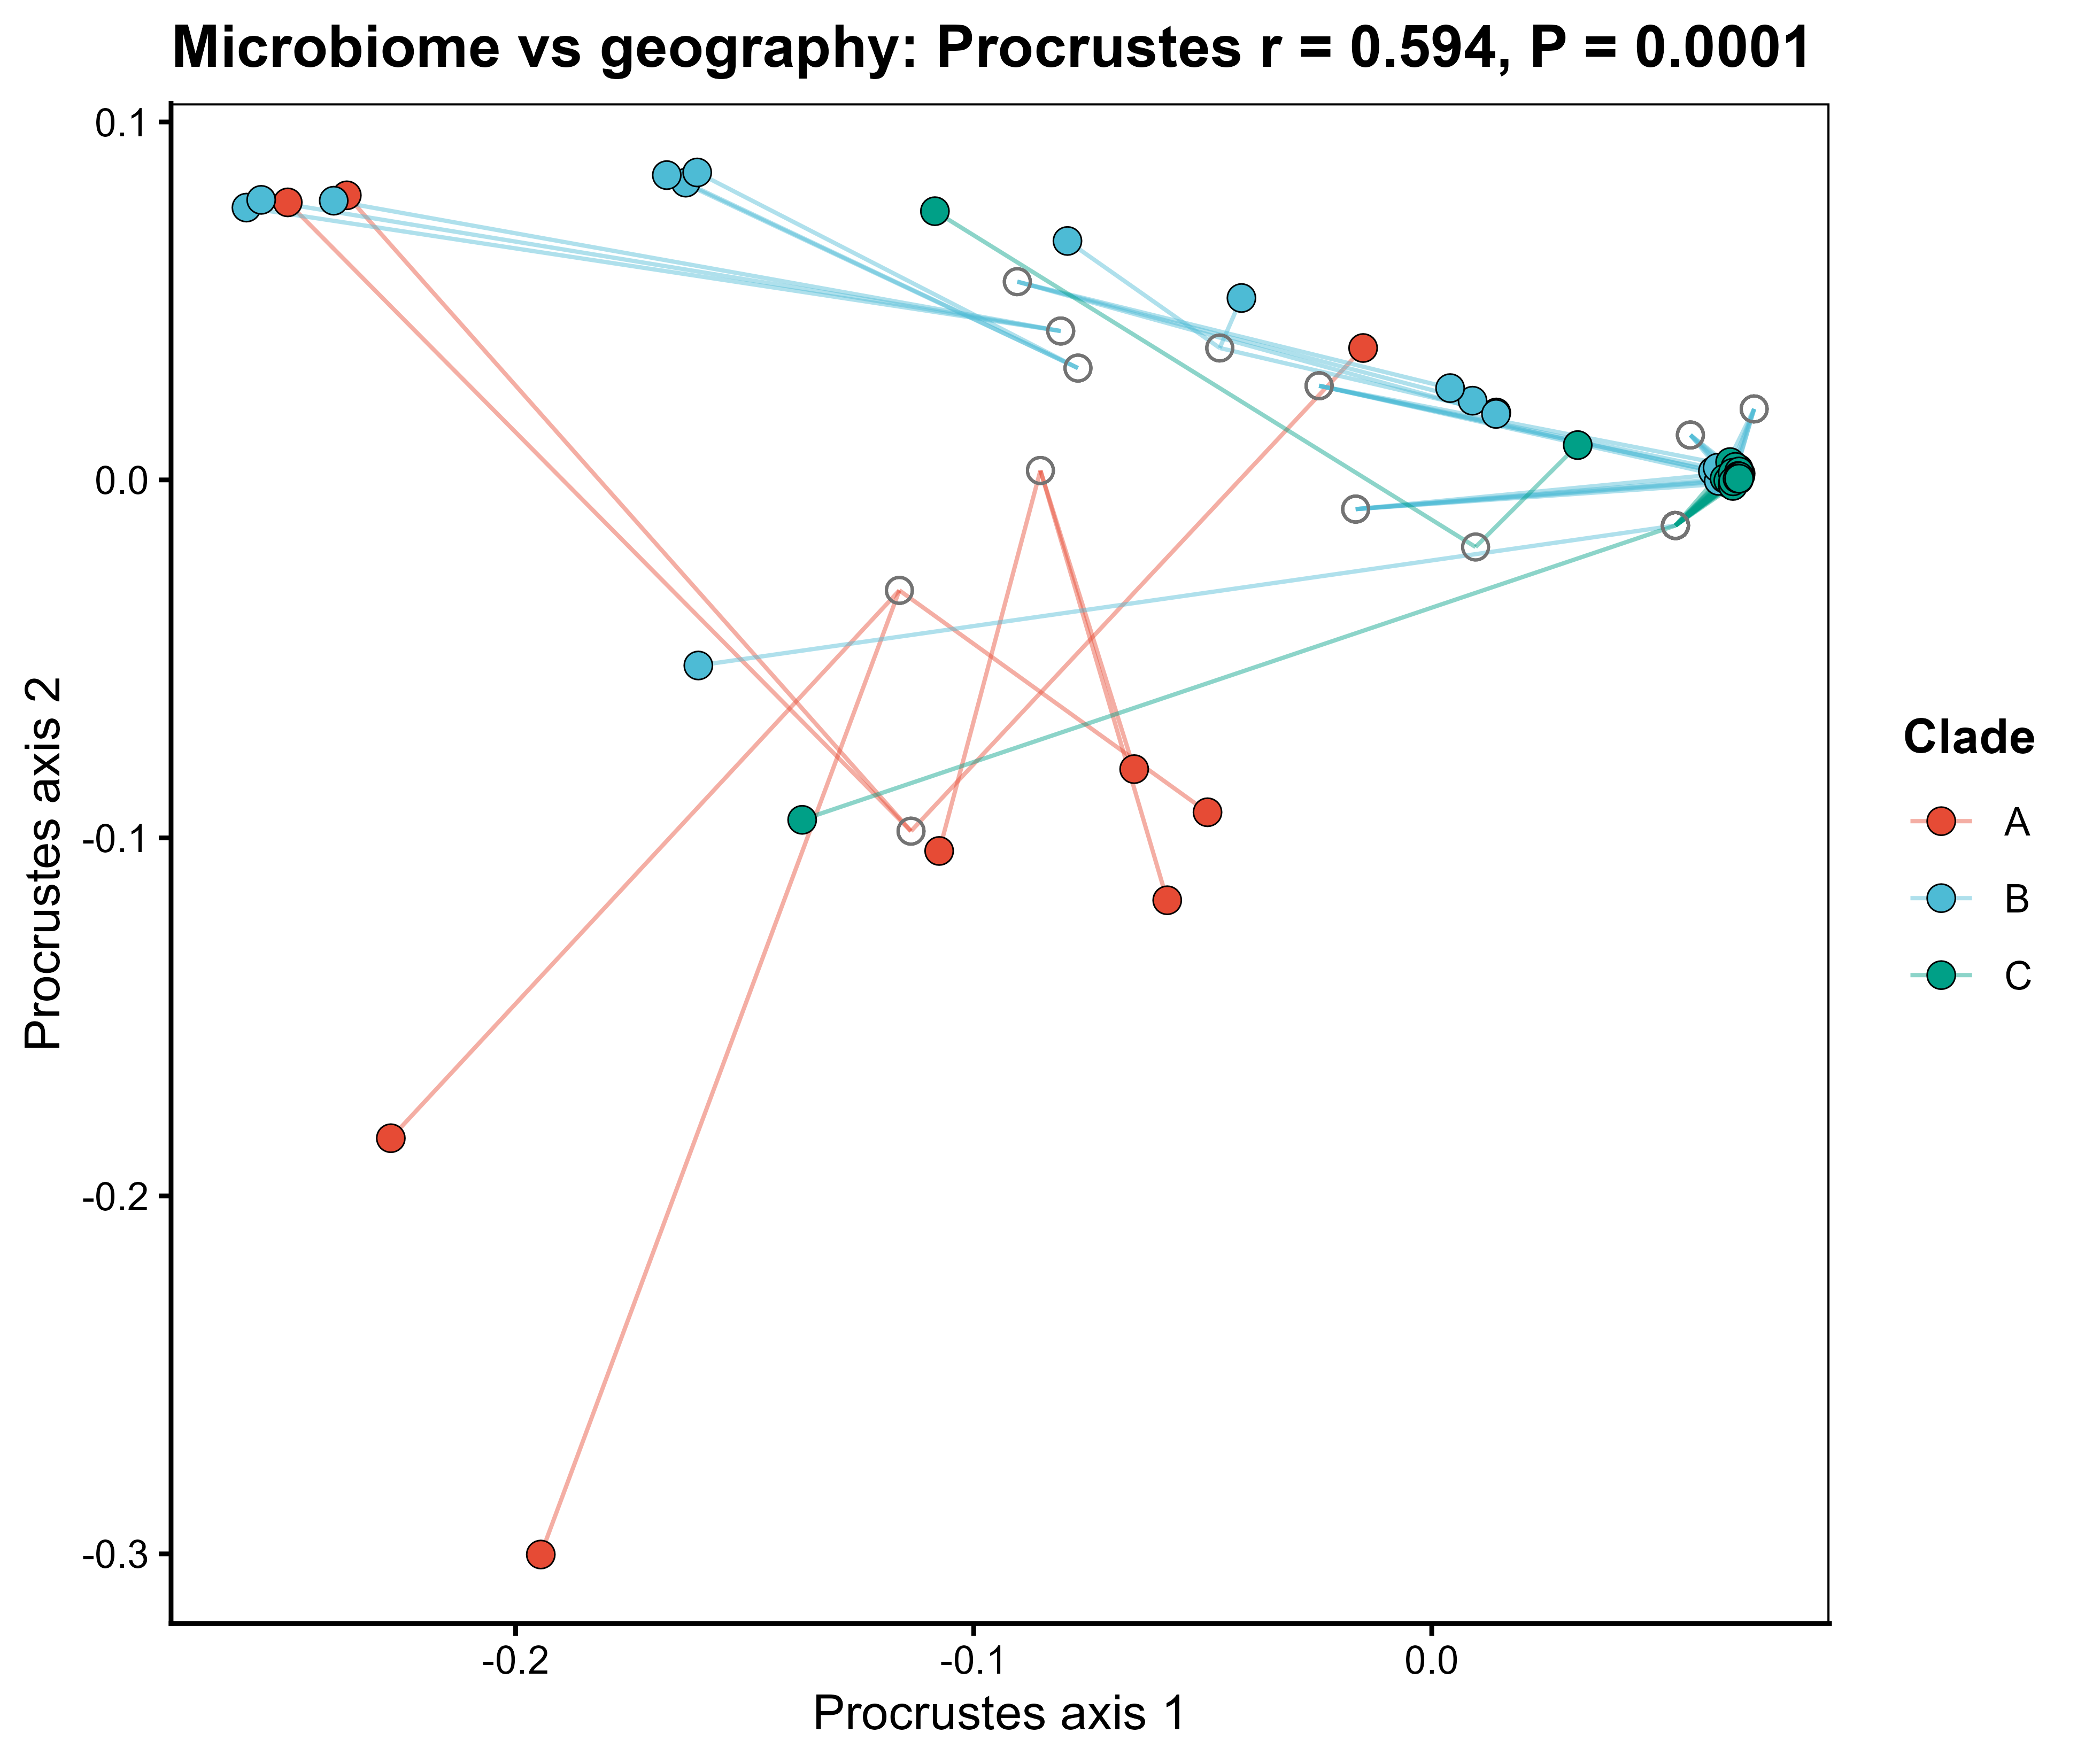 Microbiome vs geography: Procrustes r = 0.594, P = 0.0001
0.1
0.0
-0.1
-0.2
-0.3
Procrustes axis 2
-0.2
-0.1
0.0
Procrustes axis 1
Clade
A
B
C